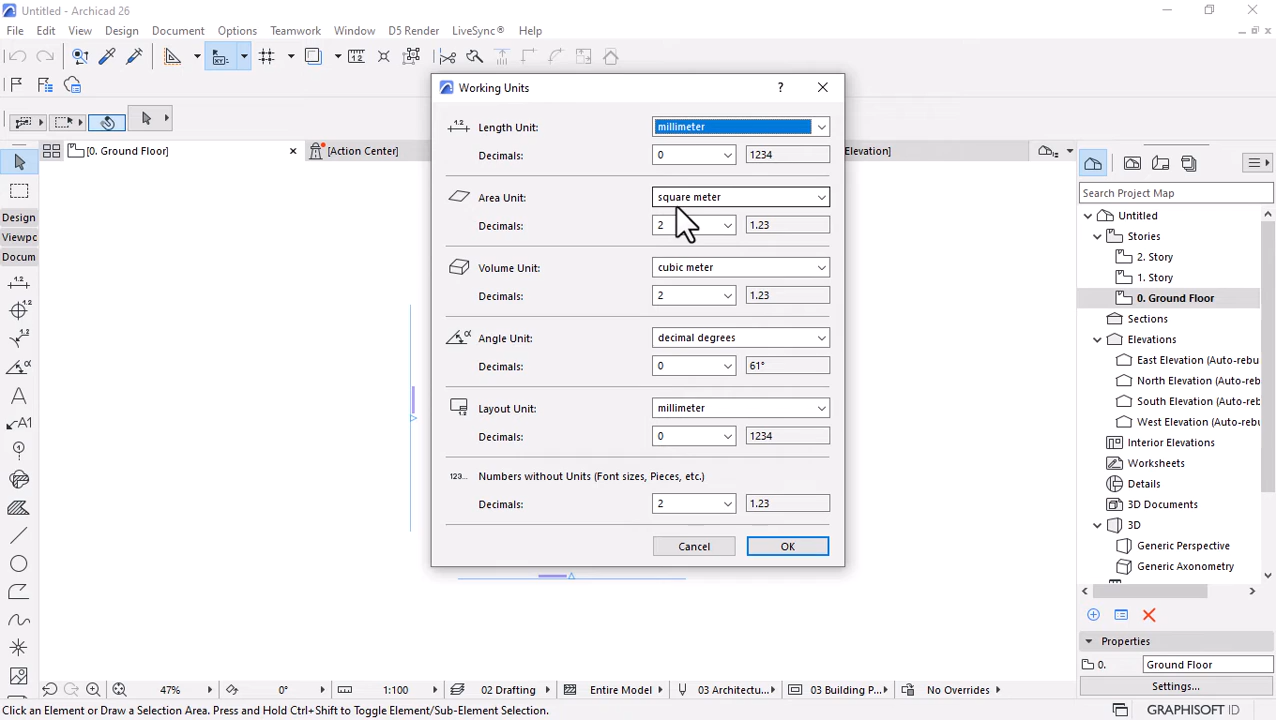 Untitled - Archicad 26
File
Edit
View
Design
Document
Options
Teamwork
Window
D5 Render
LiveSync®
Help
[0. Ground Floor]
[Action Center]
Elevation]
Working Units
Length Unit:
millimeter
Decimals:
0
1234
Area Unit:
square meter
Decimals:
2
1.23
Volume Unit:
cubic meter
Decimals:
2
1.23
Angle Unit:
decimal degrees
Decimals:
0
61°
Layout Unit:
millimeter
Decimals:
0
1234
Numbers without Units (Font sizes, Pieces, etc.)
Decimals:
2
1.23
Cancel
OK
Design
Viewpc
Docum
A
A1
Search Project Map
Untitled
Stories
2. Story
1. Story
0. Ground Floor
Sections
Elevations
East Elevation (Auto-rebu
North Elevation (Auto-reb
South Elevation (Auto-reb
West Elevation (Auto-rebu
Interior Elevations
Worksheets
Details
3D Documents
3D
Generic Perspective
Generic Axonometry
Properties
0.
Ground Floor
Settings...
47%
0°
1:100
02 Drafting
Entire Model
03 Architectu...
03 Building P...
No Overrides
Click an Element or Draw a Selection Area. Press and Hold Ctrl+Shift to Toggle Element/Sub-Element Selection.
GRAPHISOFT ID